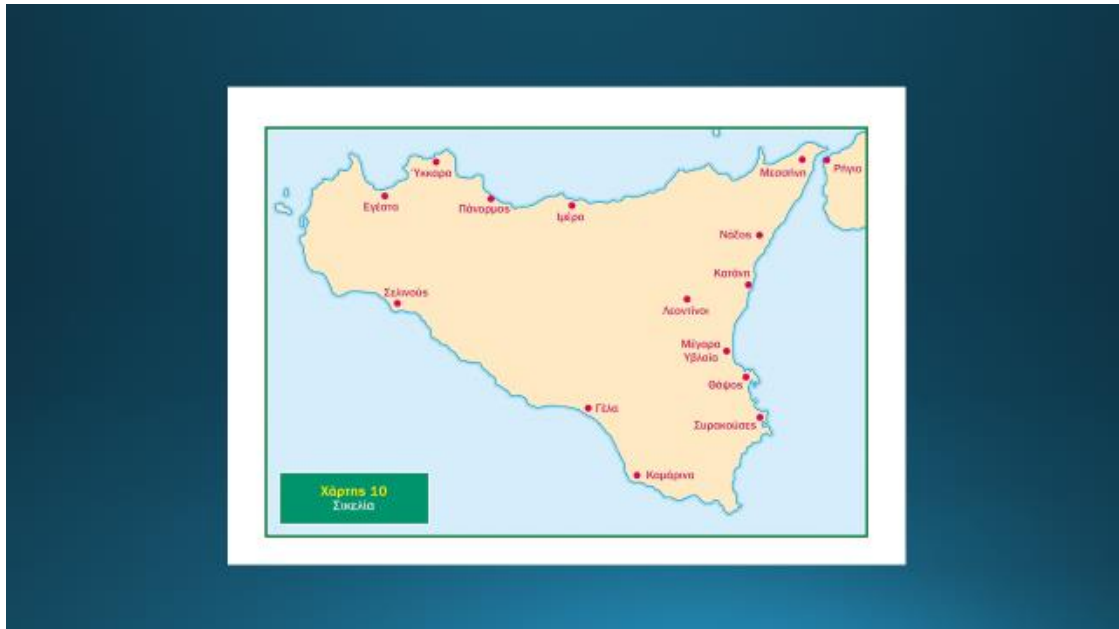 Μεσσήνη
Ρήγιο
Ύκκαρα
Εγέστα
Πάνορμος
Ιμέρα
Νάξος
Κατάνη
Σελινούς
Λεοντίνοι
Μέγαρα
Υβλαία
Θάψος
Γέλα
Συρακούσες
Καμάρινα
Χάρτης 10
Σικελία